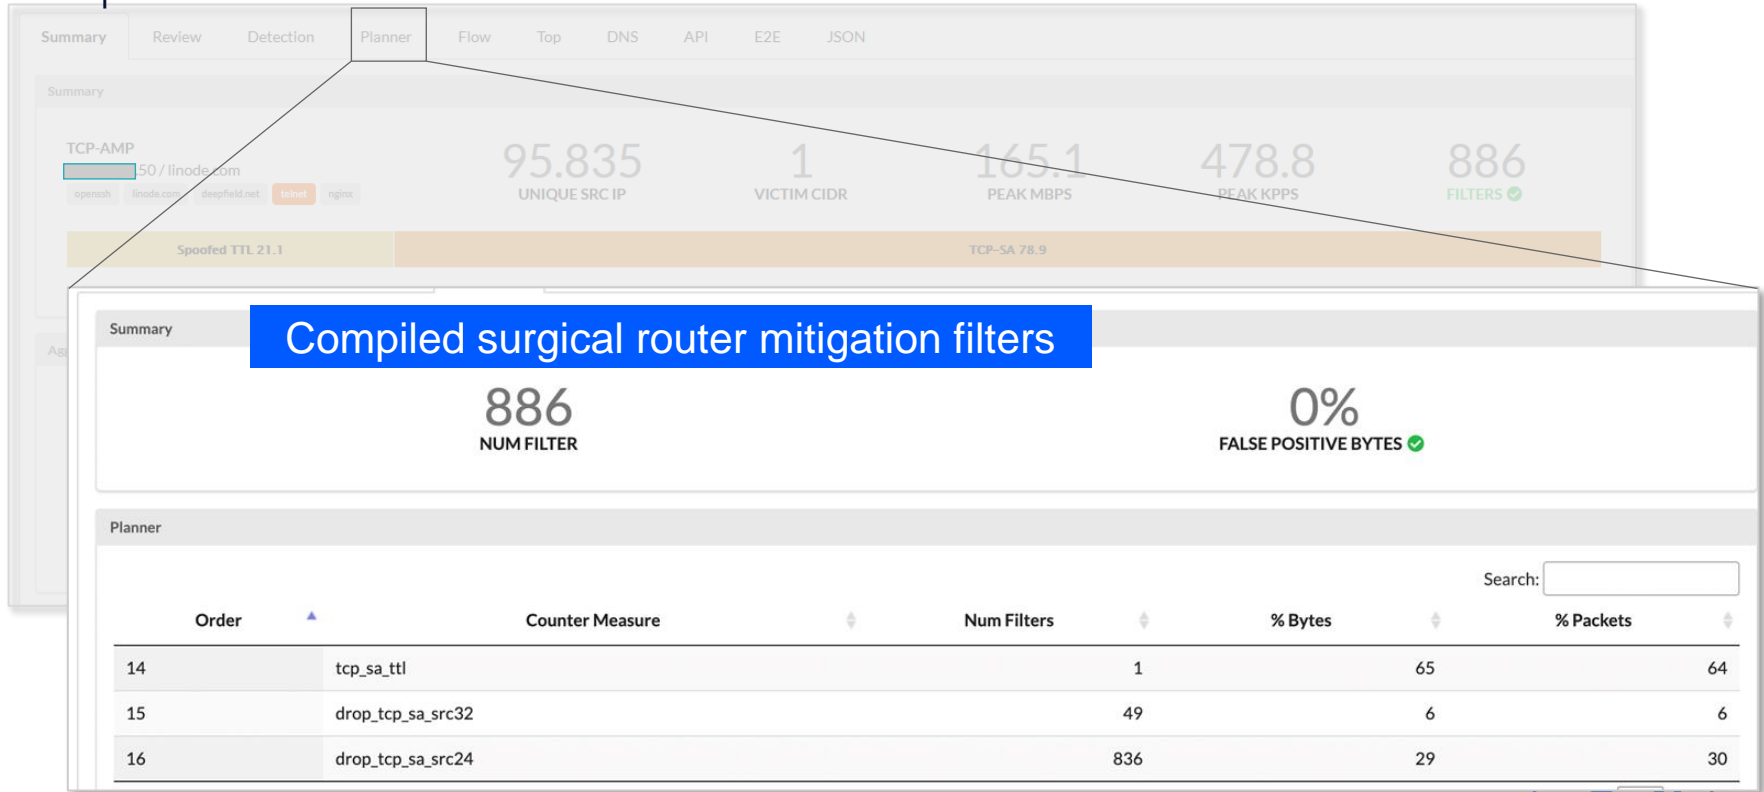 Summary Review Detection Planner Flow Top DNS API E2E JSON
Summary
TCP-AMP
50 / linode.com
openssh linode.com deepfield.net telnet nginx
95.835
UNIQUE SRC IP
1
VICTIM CIDR
165.1
PEAK MBPS
478.8
PEAK KPPS
886
FILTERS
Spoofed TTL 21.1 TCP-SA 78.9
Summary
Compiled surgical router mitigation filters
886
NUM FILTER
0%
FALSE POSITIVE BYTES
Planner
Search:
Order Counter Measure Num Filters % Bytes % Packets
14 tcp_sa_ttl 1 65 64
15 drop_tcp_sa_src32 49 6 6
16 drop_tcp_sa_src24 836 29 30